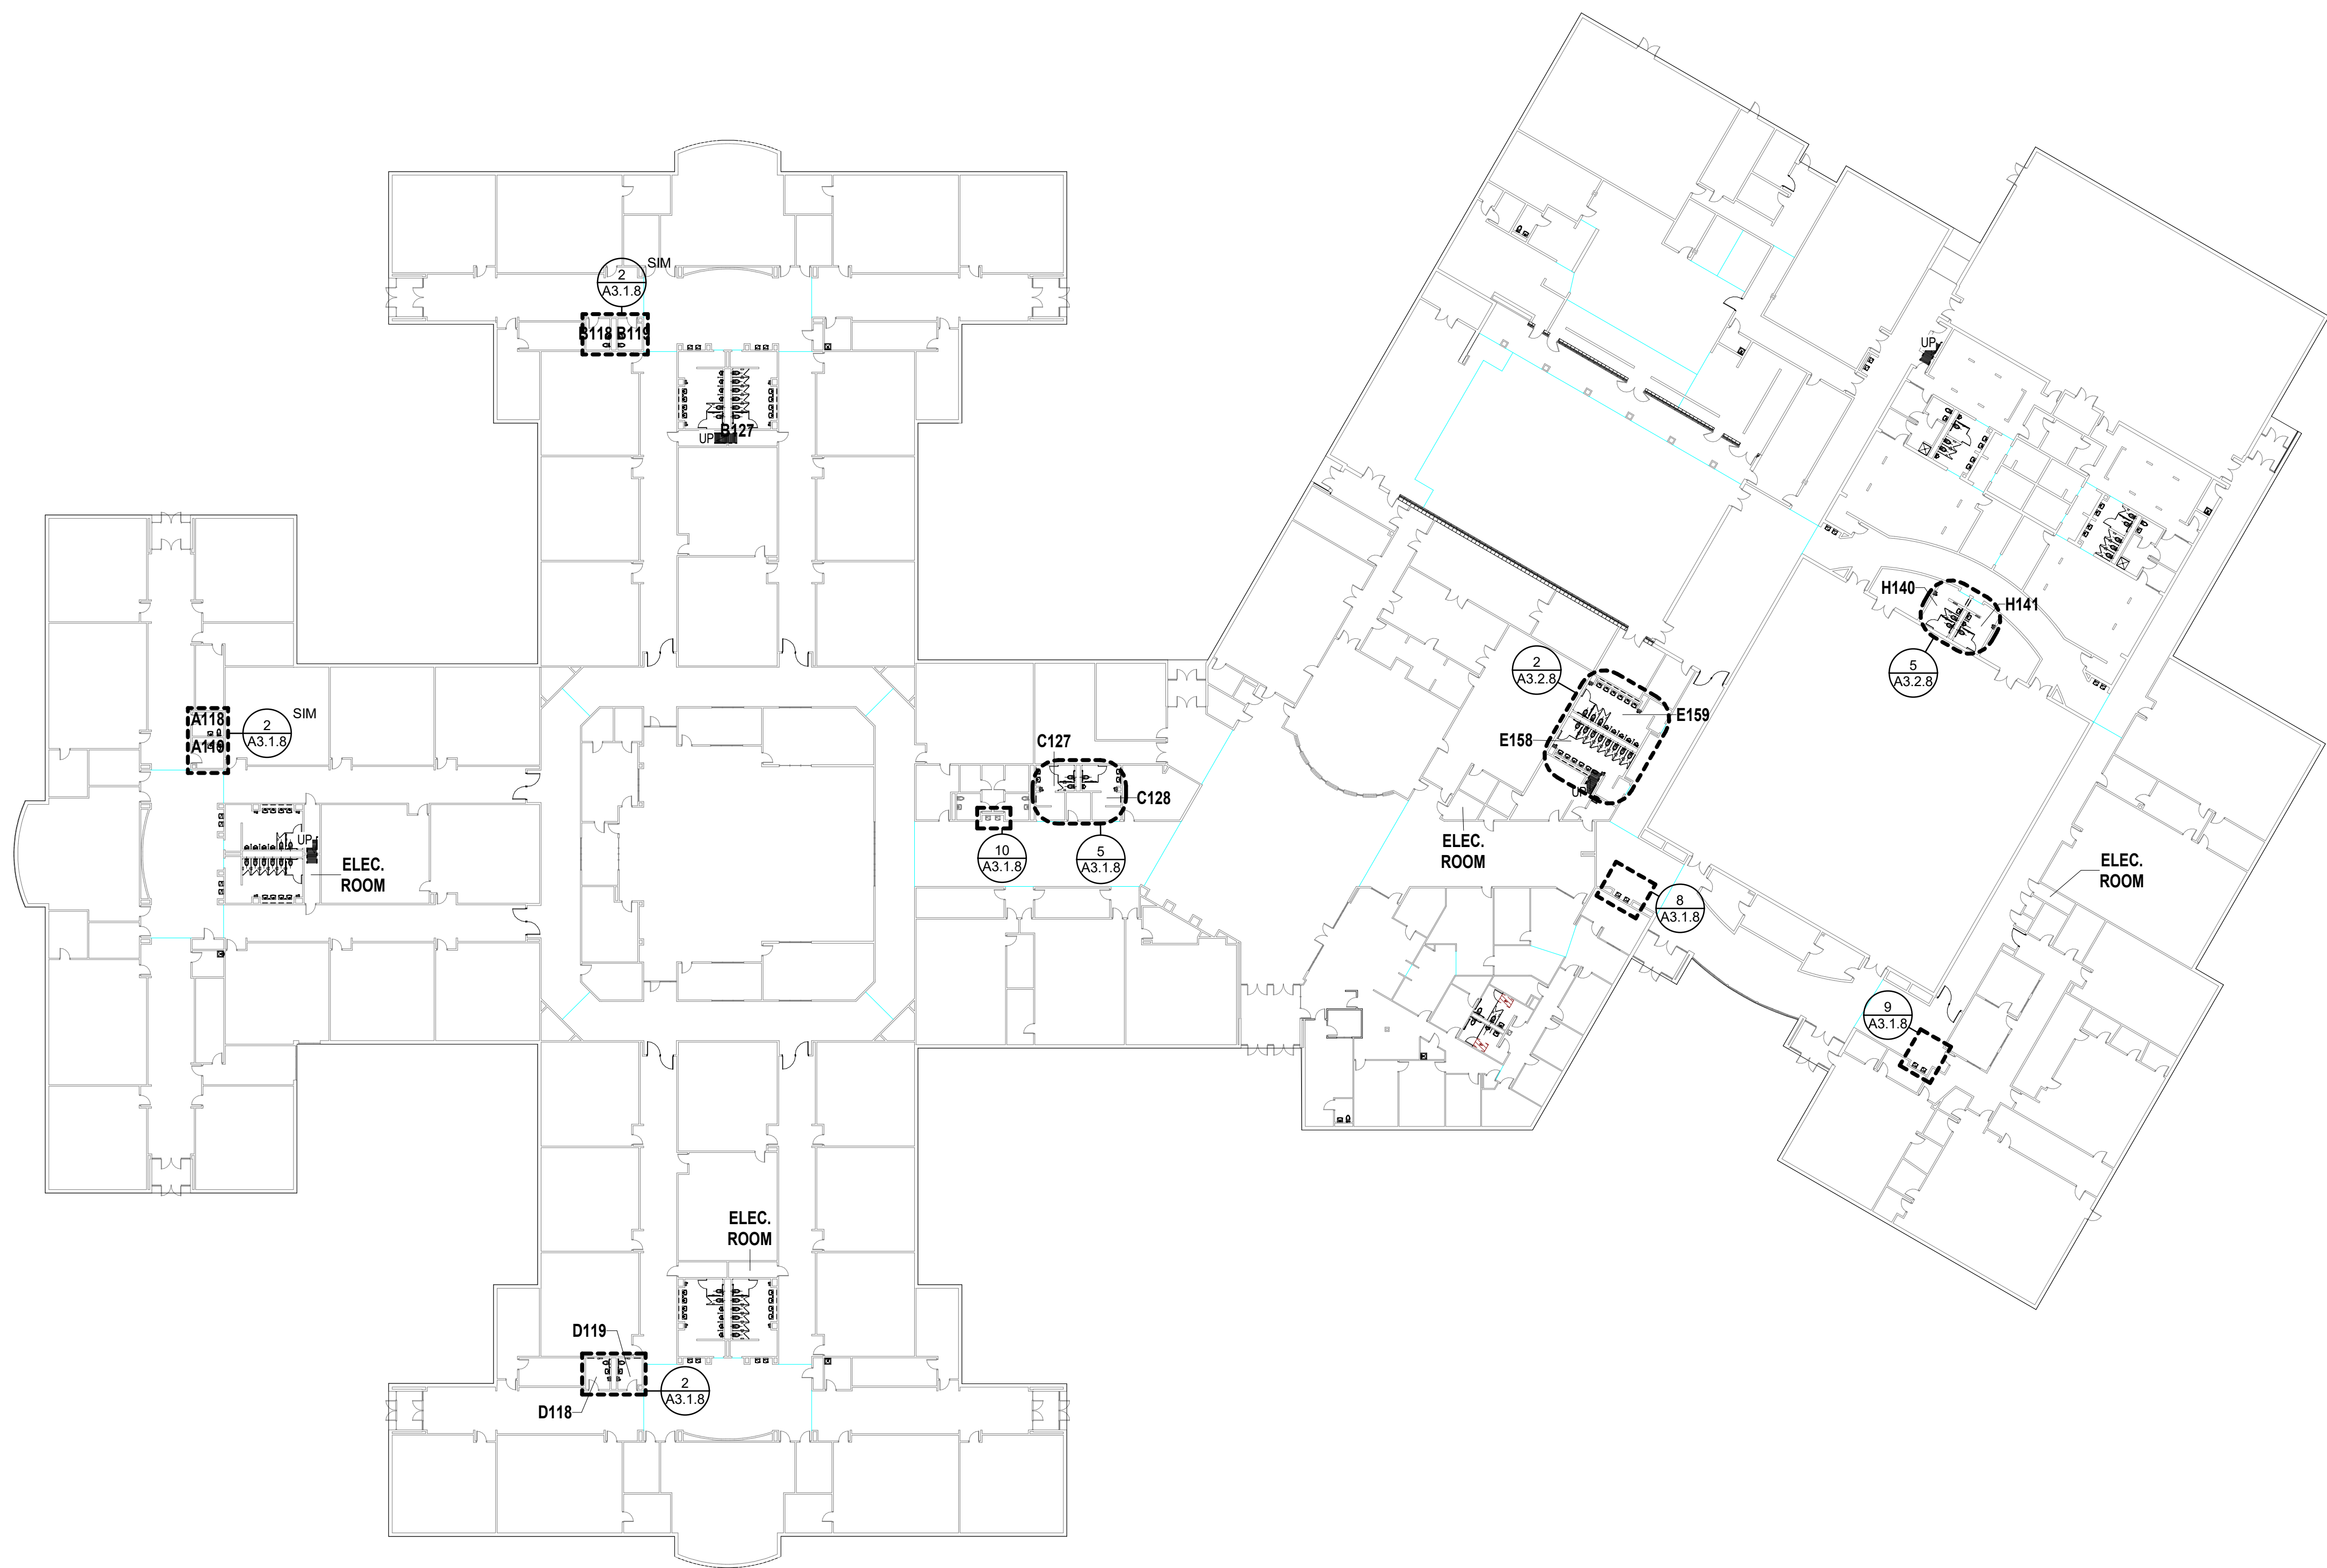 SIM
2
A3.1.8
B118
B119
UP
B127
UP
H140
H141
5
A3.2.8
2
A3.2.8
E159
E158
UP
A118
A119
SIM
2
A3.1.8
C127
C128
10
A3.1.8
5
A3.1.8
UP
ELEC.
ROOM
ELEC.
ROOM
ELEC.
ROOM
8
A3.1.8
9
A3.1.8
ELEC.
ROOM
D119
D118
2
A3.1.8